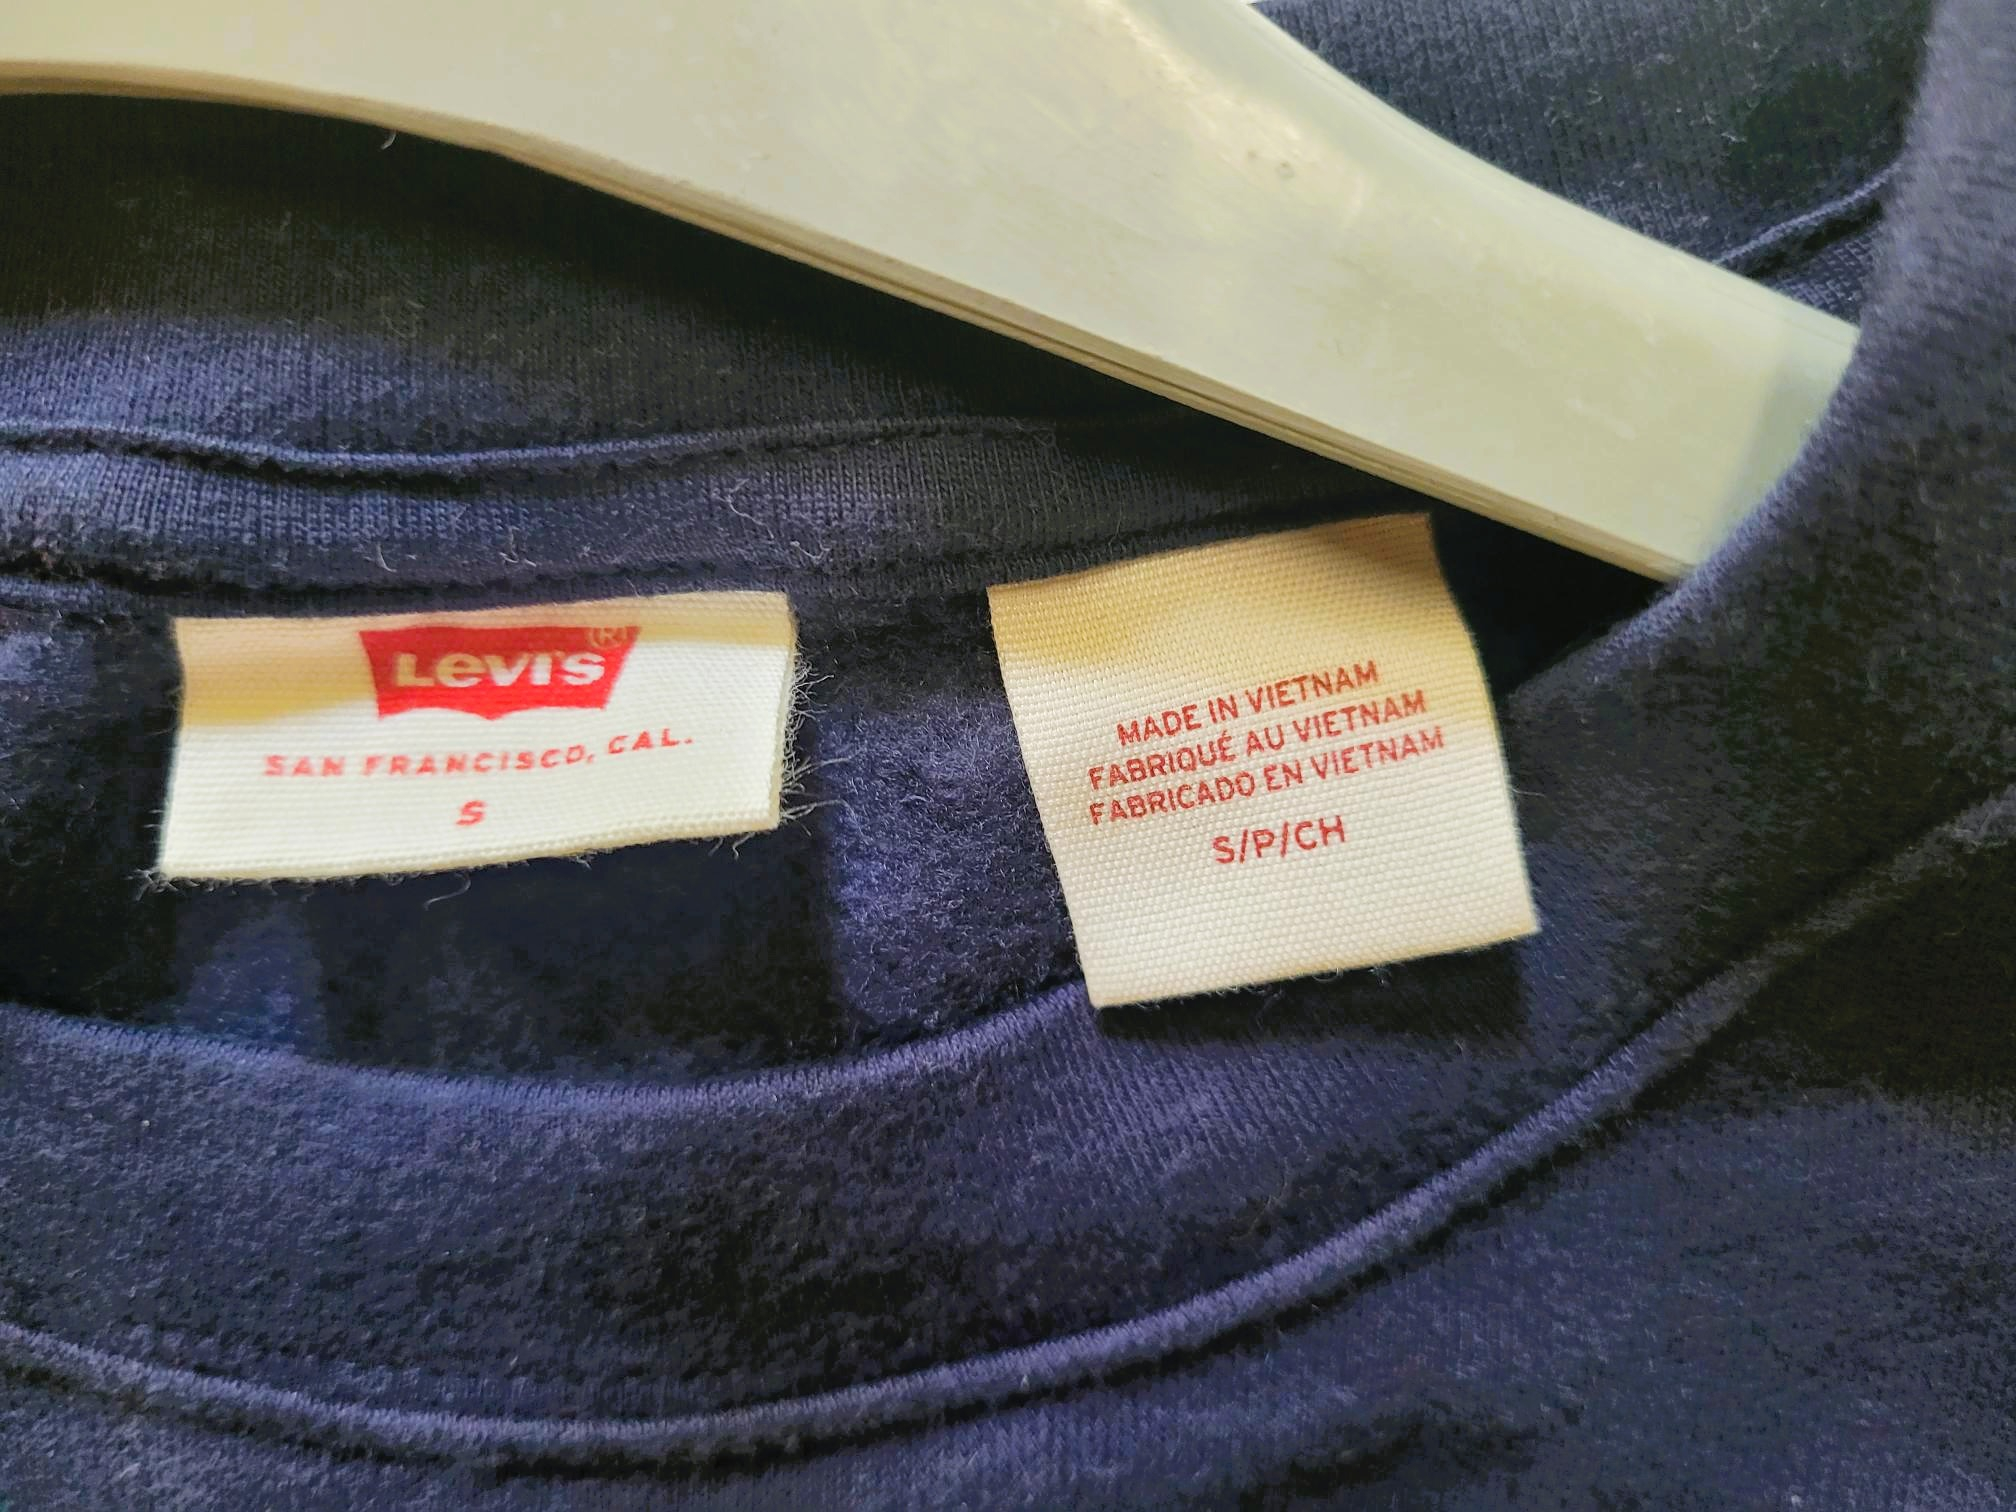 Levi's
(R)
SAN FRANCISCO, CAL.
S
MADE IN VIETNAM
FABRIQUÉ AU VIETNAM
FABRICADO EN VIETNAM
S/P/CH